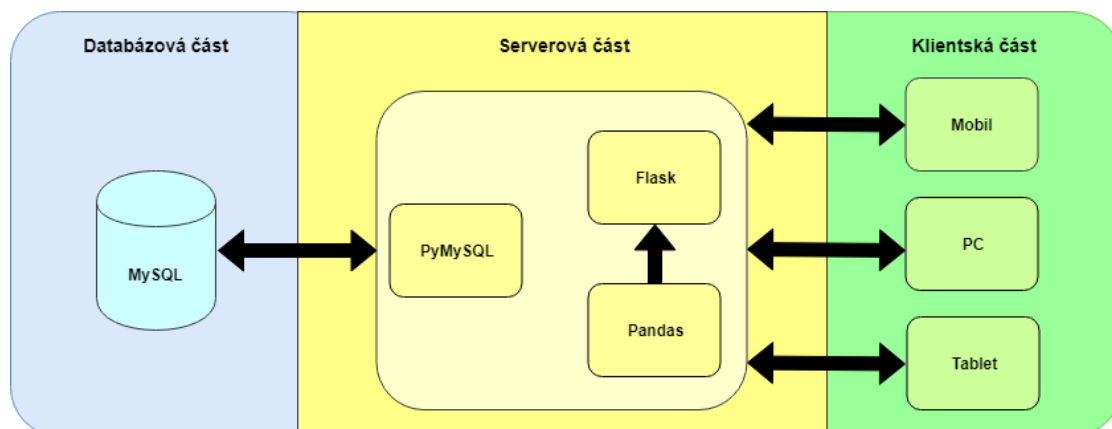 Databázová část
Serverová část
Klientská část
MySQL
PyMySQL
Flask
Pandas
Mobil
PC
Tablet